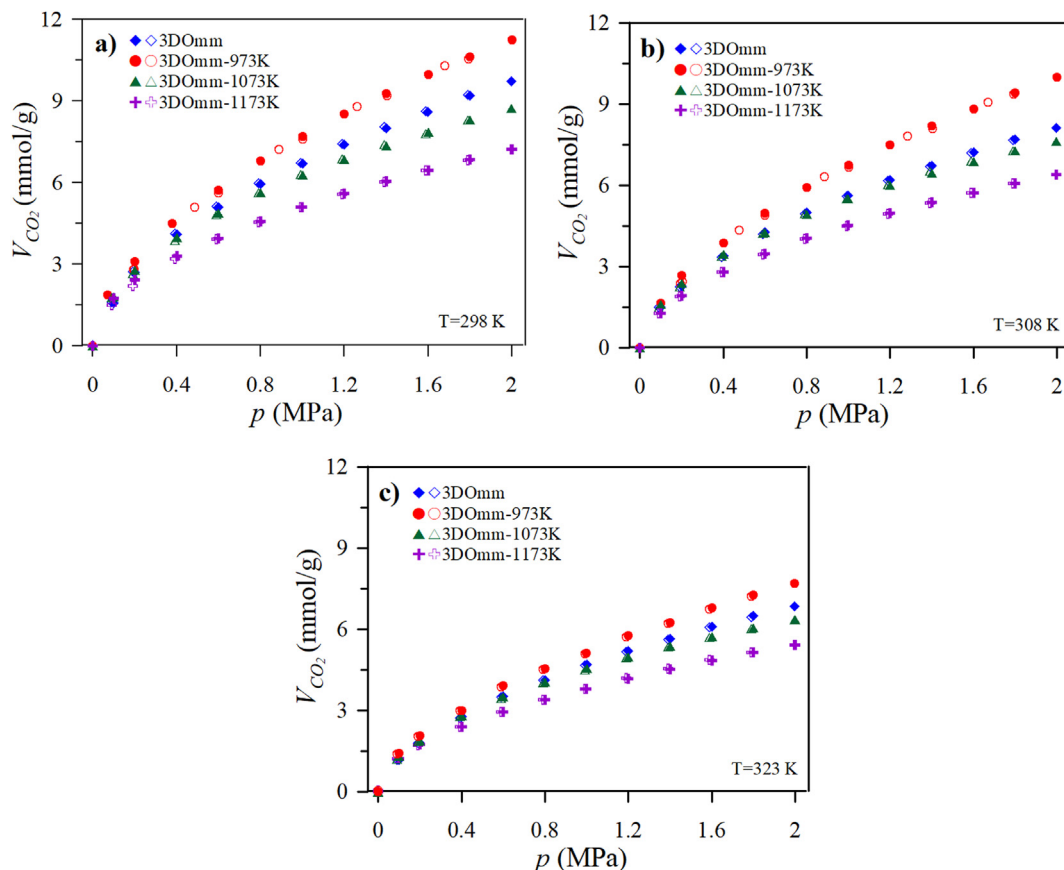 a)
3DOmm
3DOmm-973K
3DOmm-1073K
3DOmm-1173K
12
9
6
3
0
V_CO2 (mmol/g)
T=298 K
0 0.4 0.8 1.2 1.6 2
p (MPa)
b)
3DOmm
3DOmm-973K
3DOmm-1073K
3DOmm-1173K
12
9
6
3
0
V_CO2 (mmol/g)
T=308 K
0 0.4 0.8 1.2 1.6 2
p (MPa)
c)
3DOmm
3DOmm-973K
3DOmm-1073K
3DOmm-1173K
12
9
6
3
0
V_CO2 (mmol/g)
T=323 K
0 0.4 0.8 1.2 1.6 2
p (MPa)